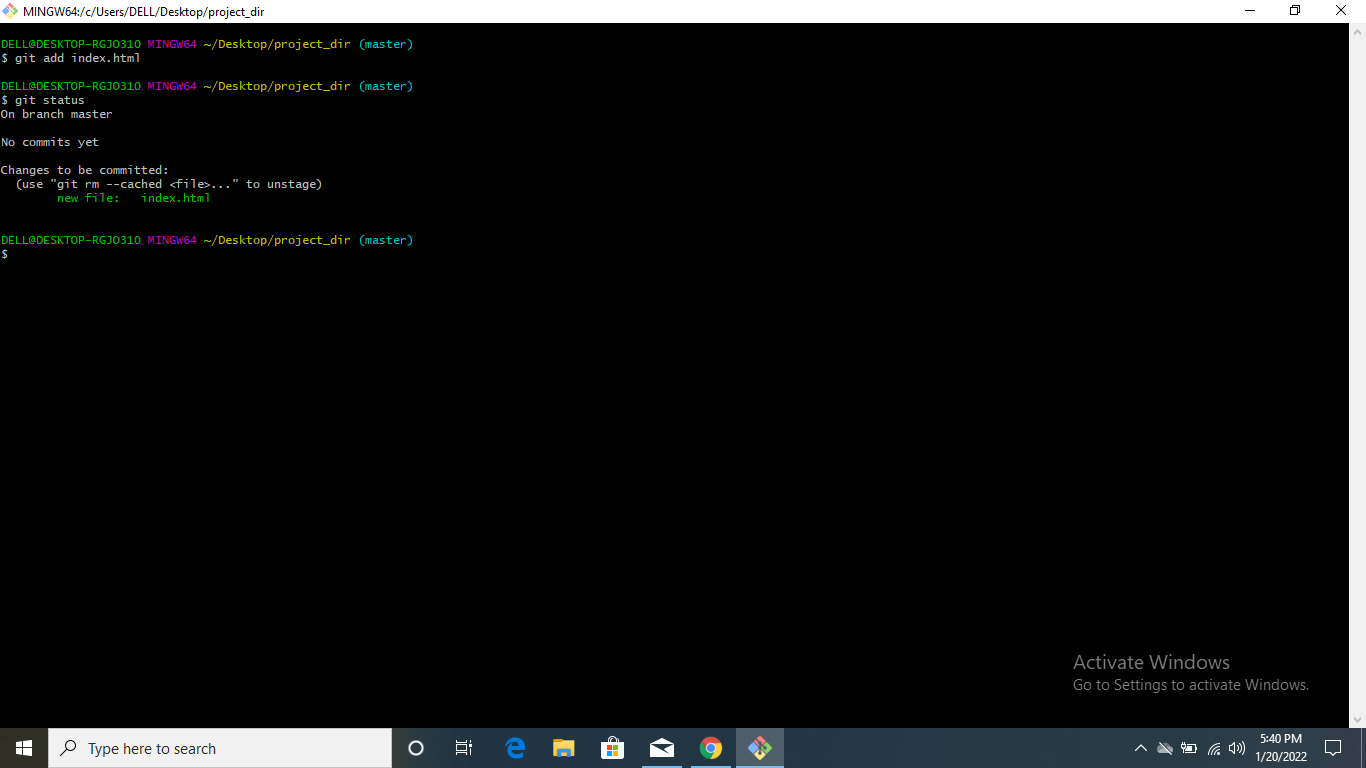 MINGW64:/c/Users/DELL/Desktop/project_dir
DELL@DESKTOP-RGJO31O MINGW64 ~/Desktop/project_dir (master)
$ git add index.html
DELL@DESKTOP-RGJO31O MINGW64 ~/Desktop/project_dir (master)
$ git status
On branch master
No commits yet
Changes to be committed:
  (use "git rm --cached <file>..." to unstage)
        new file:   index.html
DELL@DESKTOP-RGJO31O MINGW64 ~/Desktop/project_dir (master)
$
Activate Windows
Go to Settings to activate Windows.
Type here to search
5:40 PM
1/20/2022